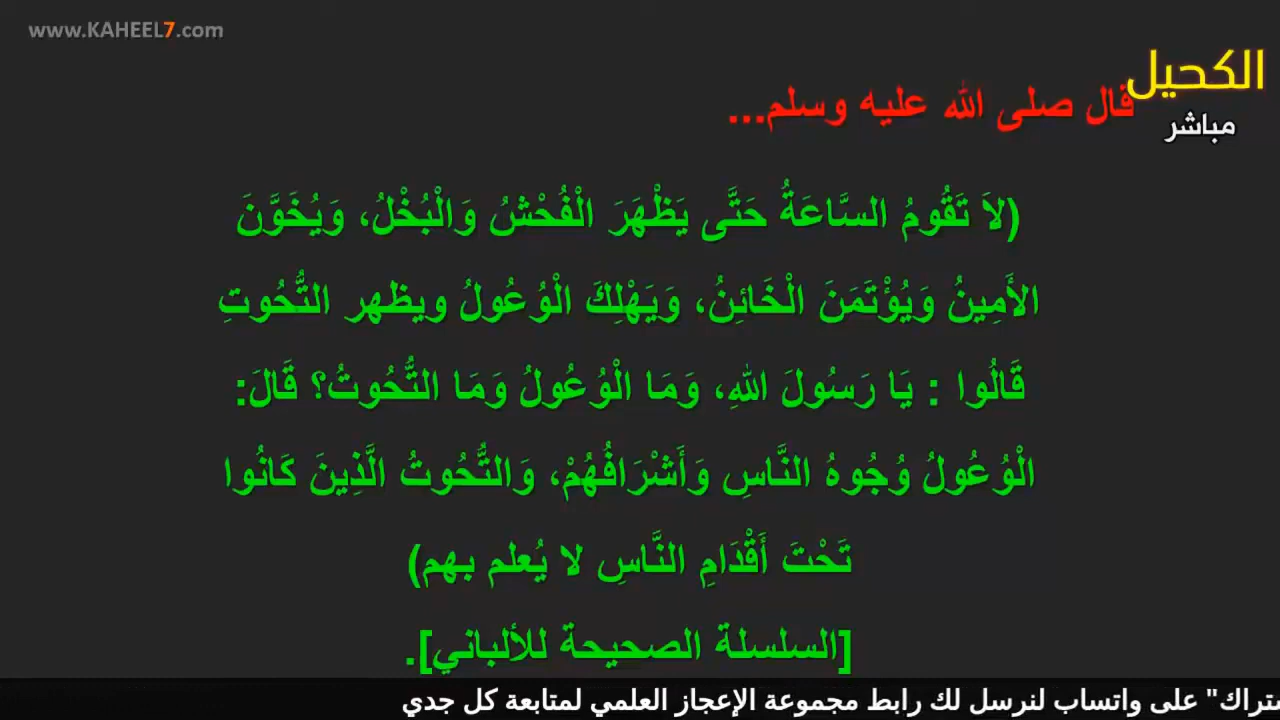 www.KAHEEL7.com
الكحيل
مباشر
قال صلى الله عليه وسلم...
(لاَ تَقُومُ السَّاعَةُ حَتَّى يَظْهَرَ الْفُحْشُ وَالْبُخْلُ، وَيُخَوَّنَ
الأَمِينُ وَيُؤْتَمَنَ الْخَائِنُ، وَيَهْلِكَ الْوُعُولُ ويظهر التُّحُوتِ
قَالُوا : يَا رَسُولَ اللهِ، وَمَا الْوُعُولُ وَمَا التُّحُوتُ؟ قَالَ:
الْوُعُولُ وُجُوهُ النَّاسِ وَأَشْرَافُهُمْ، وَالتُّحُوتُ الَّذِينَ كَانُوا
تَحْتَ أَقْدَامِ النَّاسِ لا يُعلم بهم)
[السلسلة الصحيحة للألباني].
على واتساب لنرسل لك رابط مجموعة الإعجاز العلمي لمتابعة كل جدي